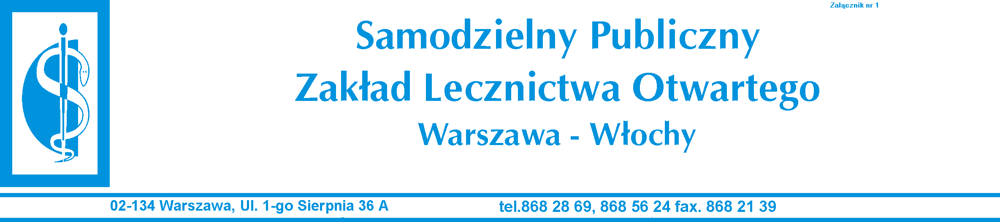 Załącznik nr 1
Samodzielny Publiczny
Zakład Lecznictwa Otwartego
Warszawa - Włochy
02-134 Warszawa, Ul. 1-go Sierpnia 36 A tel.868 28 69, 868 56 24 fax. 868 21 39